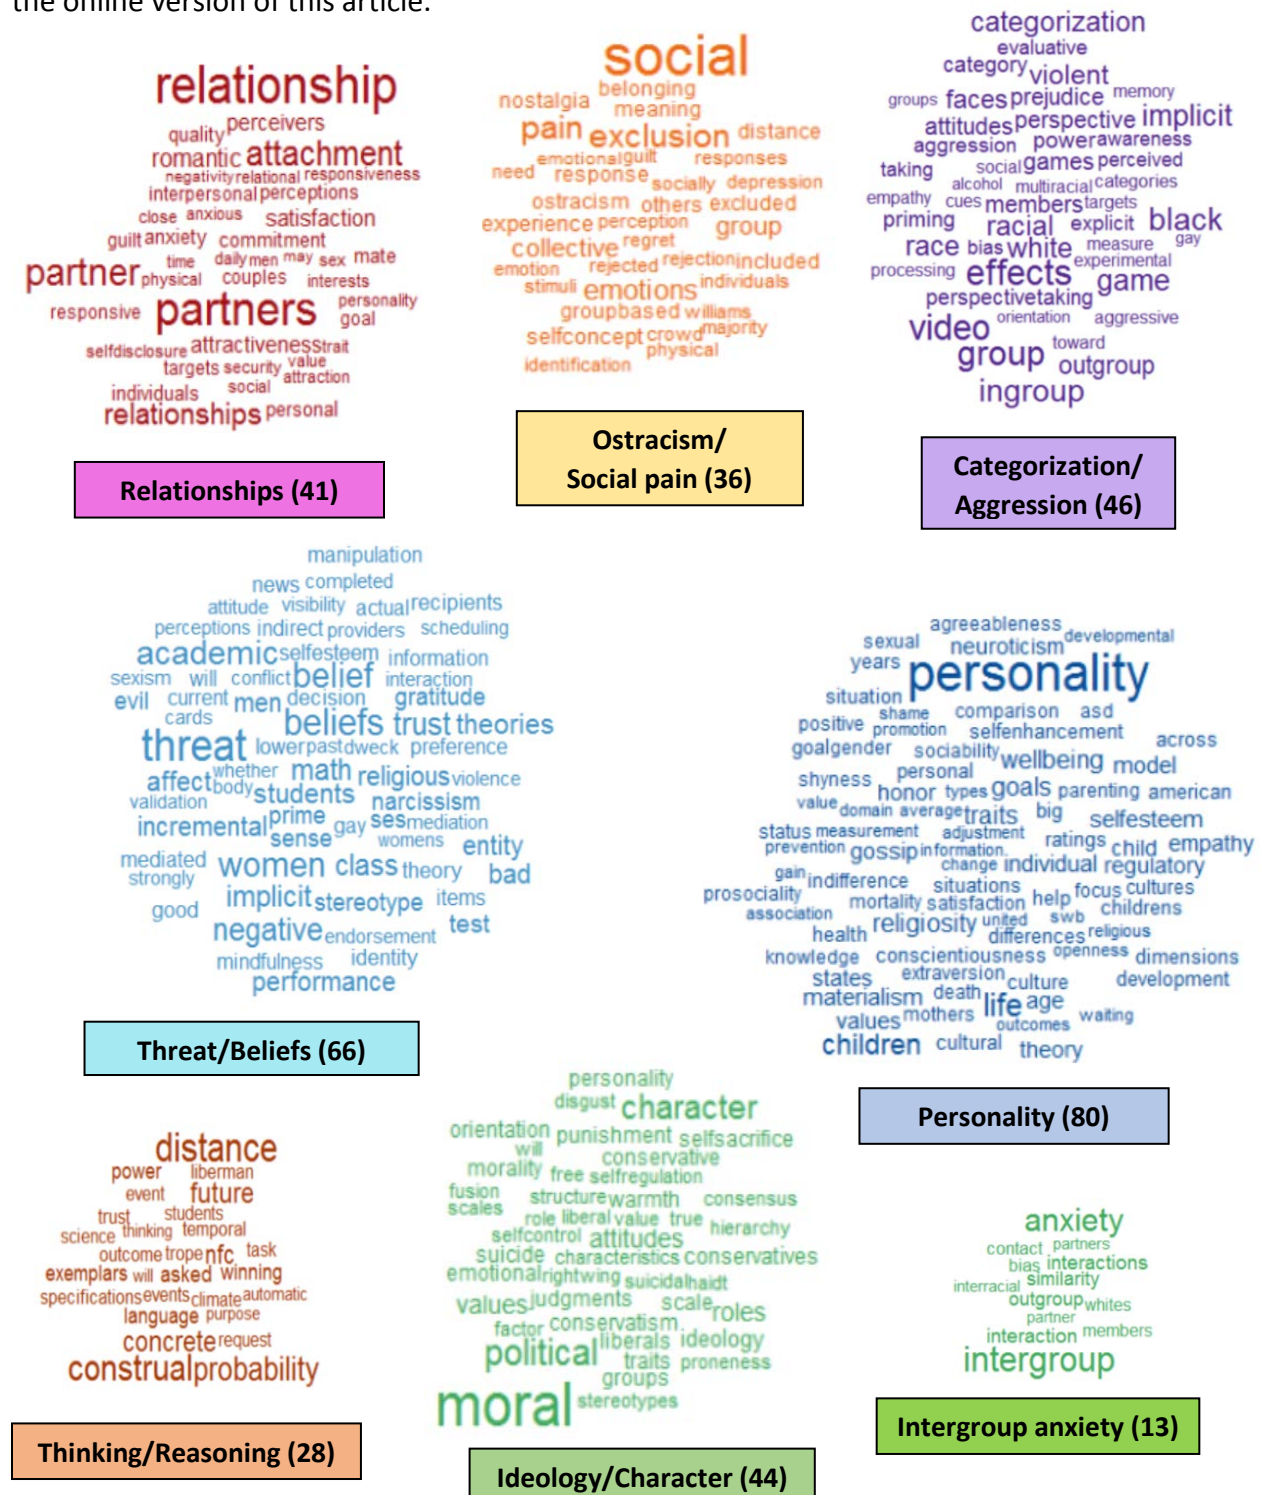 the online version of this article.
relationship
quality perceivers
romantic attachment
negativity relational responsiveness
interpersonal perceptions
close anxious satisfaction
guilt anxiety commitment
time daily men may sex mate
partner physical couples interests
responsive partners personality
goal
selfdisclosure attractiveness trait
targets security value
attraction
individuals social
relationships personal
Relationships (41)
social
nostalgia belonging
meaning
pain exclusion distance
emotional guilt responses
need response socially depression
ostracism others excluded
experience perception group
collective regret
emotion rejected rejection included
stimuli emotions individuals
groupbased williams
selfconcept crowd majority
physical
identification
Ostracism/
Social pain (36)
categorization
evaluative
category violent
groups faces prejudice memory
attitudes perspective implicit
aggression power awareness
taking social games perceived
alcohol multiracial categories
empathy cues members targets
priming racial explicit black
race bias white measure gay
processing effects experimental
game
perspectivetaking
video orientation aggressive
group toward
outgroup
ingroup
Categorization/
Aggression (46)
manipulation
news completed
attitude visibility actual recipients
perceptions indirect providers scheduling
academic selfesteem information
sexism will conflict belief interaction
evil current men decision gratitude
cards beliefs trust theories
threat lower past dweck preference
affect whether math religious violence
body
validation students narcissism
incremental prime gay ses mediation
sense womens entity
mediated women class theory bad
strongly
good implicit stereotype items
negative endorsement test
mindfulness identity
performance
Threat/Beliefs (66)
agreeableness
sexual neuroticism developmental
years personality
situation
shame comparison asd
positive promotion selfenhancement
goal gender sociability wellbeing across
shyness personal model
honor types goals parenting american
value domain average traits big selfesteem
status measurement adjustment ratings child empathy
prevention gossip information.
change individual regulatory
gain indifference situations focus cultures
prosociality mortality satisfaction help childrens
association religiosity united swb
health differences religious
knowledge conscientiousness openness dimensions
states extraversion culture development
materialism death life age
values mothers outcomes waiting
children cultural theory
Personality (80)
distance
power liberman
event future
trust students
science thinking temporal
outcome trope nfc task
exemplars will asked winning
specifications events climate automatic
language purpose
concrete request
construal probability
Thinking/Reasoning (28)
personality
disgust character
orientation punishment selfsacrifice
will conservative
morality free selfregulation
fusion structure warmth consensus
scales role liberal value true hierarchy
selfcontrol attitudes
suicide characteristics conservatives
emotional rightwing suicidal haidt
values judgments scale roles
factor conservatism.
political liberals ideology
traits proneness
groups
moral stereotypes
Ideology/Character (44)
anxiety
contact partners
bias interactions
interracial similarity
outgroup whites
partner
interaction members
intergroup
Intergroup anxiety (13)